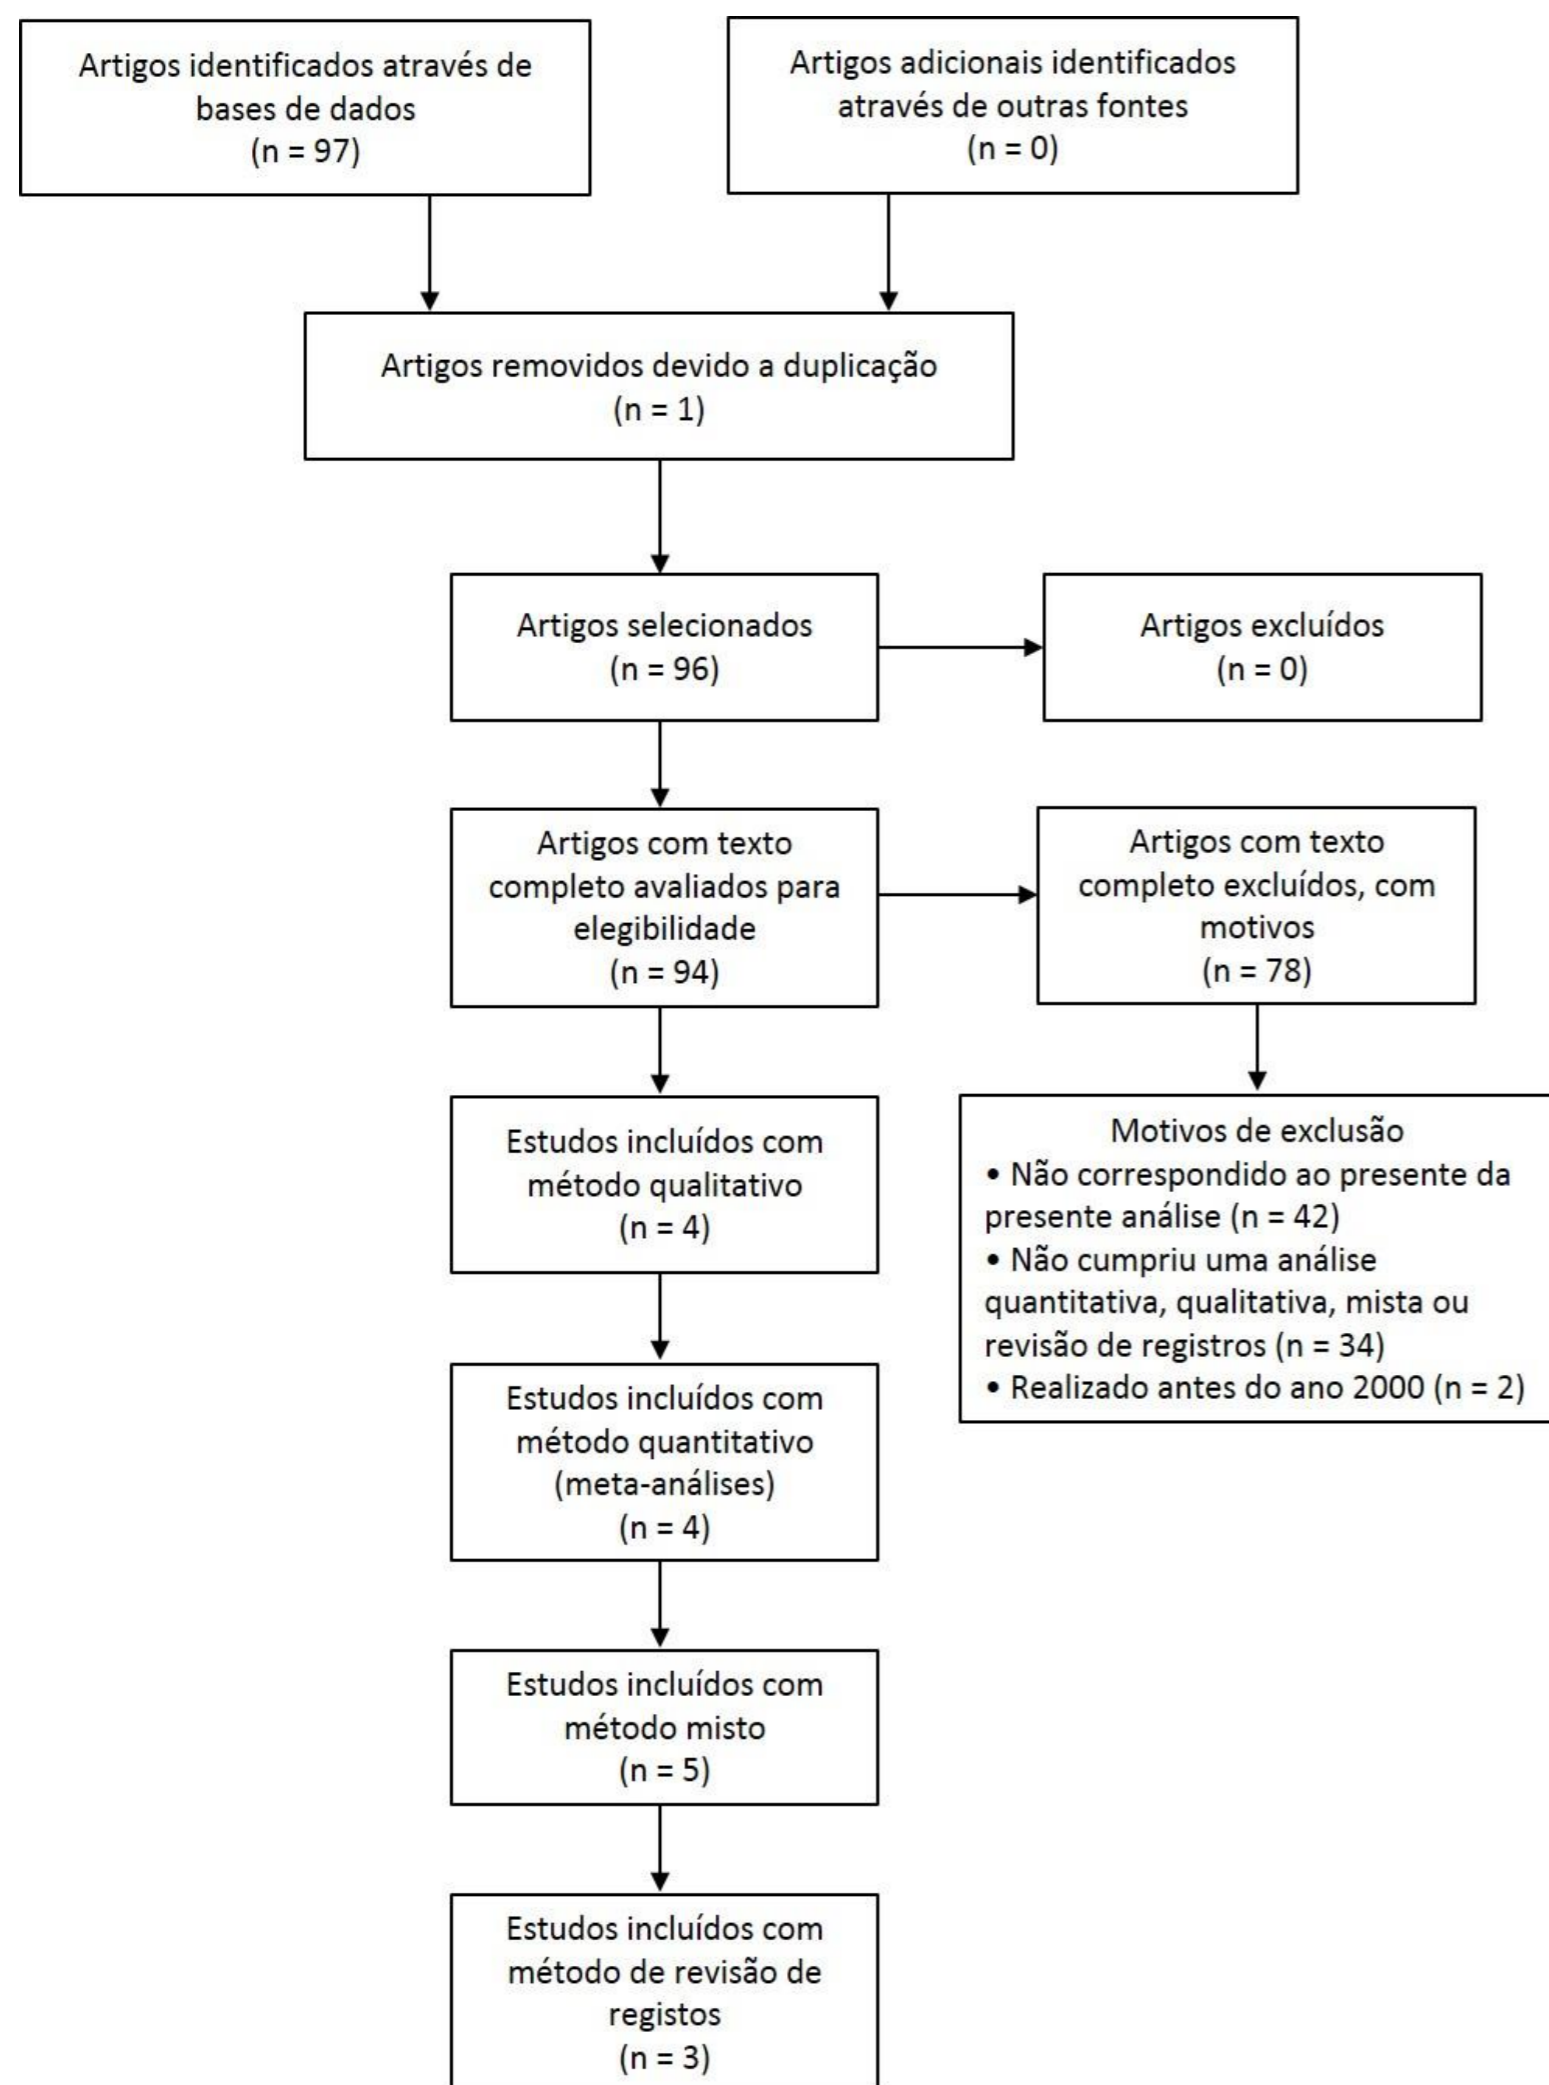 Artigos identificados através de
bases de dados
(n = 97)
Artigos adicionais identificados
através de outras fontes
(n = 0)
Artigos removidos devido a duplicação
(n = 1)
Artigos selecionados
(n = 96)
Artigos excluídos
(n = 0)
Artigos com texto
completo avaliados para
elegibilidade
(n = 94)
Artigos com texto
completo excluídos, com
motivos
(n = 78)
Motivos de exclusão
• Não correspondido ao presente da
presente análise (n = 42)
• Não cumpriu uma análise
quantitativa, qualitativa, mista ou
revisão de registros (n = 34)
• Realizado antes do ano 2000 (n = 2)
Estudos incluídos com
método qualitativo
(n = 4)
Estudos incluídos com
método quantitativo
(meta-análises)
(n = 4)
Estudos incluídos com
método misto
(n = 5)
Estudos incluídos com
método de revisão de
registos
(n = 3)